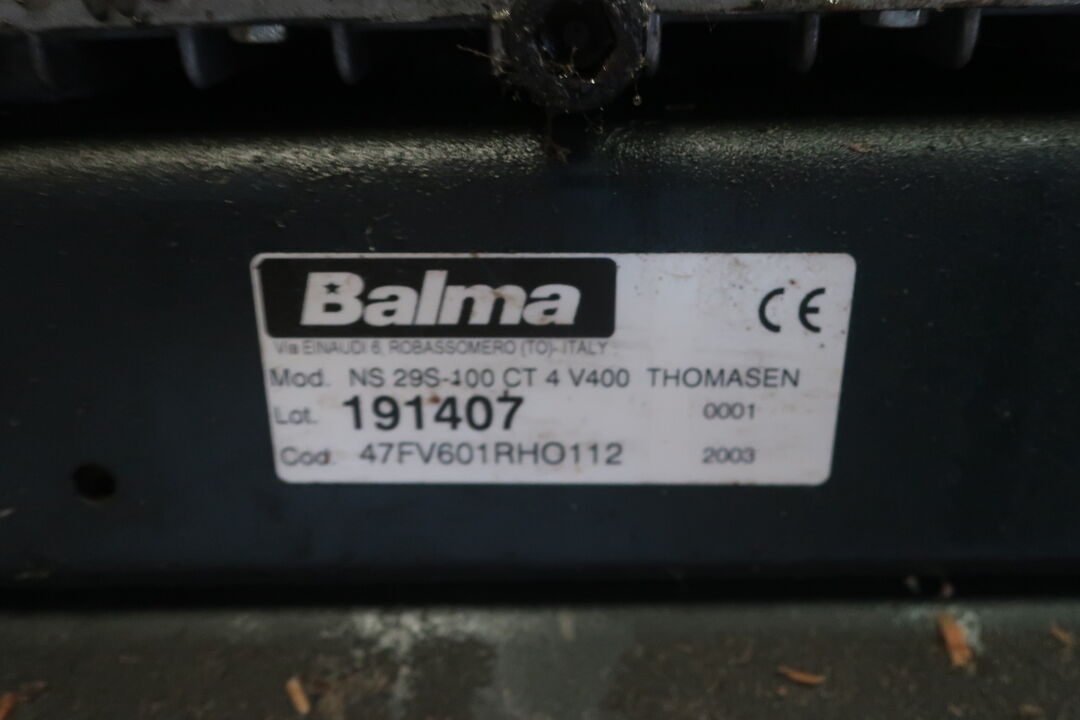 Balma
CE
Via EINAUDI 6, ROBASSOMERO (TO)-ITALY
Mod. NS 29S-100 CT 4 V400 THOMASEN
Lot. 191407 0001
Cod. 47FV601RHO112 2003